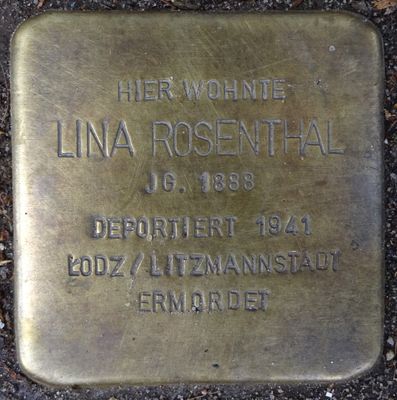 HIER WOHNTE
LINA ROSENTHAL
JG. 1888
DEPORTIERT 1941
ŁODZ / LITZMANNSTADT
ERMORDET